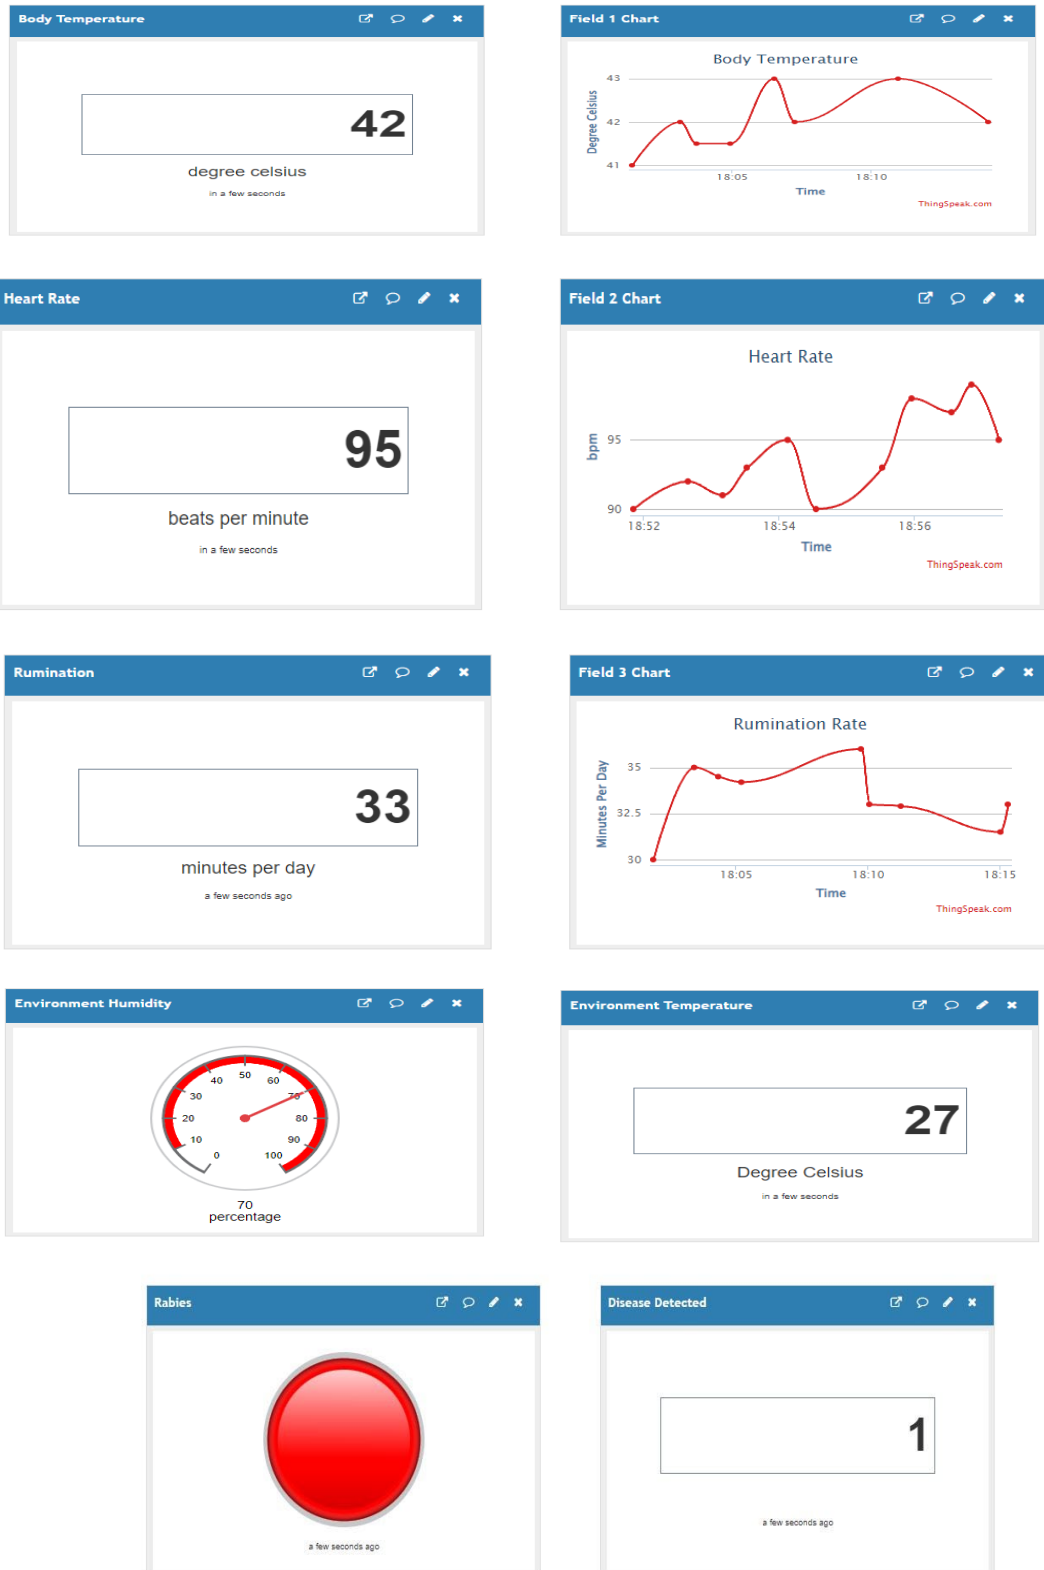 Body Temperature
42
degree celsius
in a few seconds
Field 1 Chart
Body Temperature
Degree Celsius
43
42
41
18:05 18:10
Time
ThingSpeak.com
Heart Rate
95
beats per minute
in a few seconds
Field 2 Chart
Heart Rate
bpm
95
90
18:52 18:54 18:56
Time
ThingSpeak.com
Rumination
33
minutes per day
a few seconds ago
Field 3 Chart
Rumination Rate
Minutes Per Day
35
32.5
30
18:05 18:10 18:15
Time
ThingSpeak.com
Environment Humidity
0 10 20 30 40 50 60 70 80 90 100
70
percentage
Environment Temperature
27
Degree Celsius
in a few seconds
Rabies
a few seconds ago
Disease Detected
1
a few seconds ago